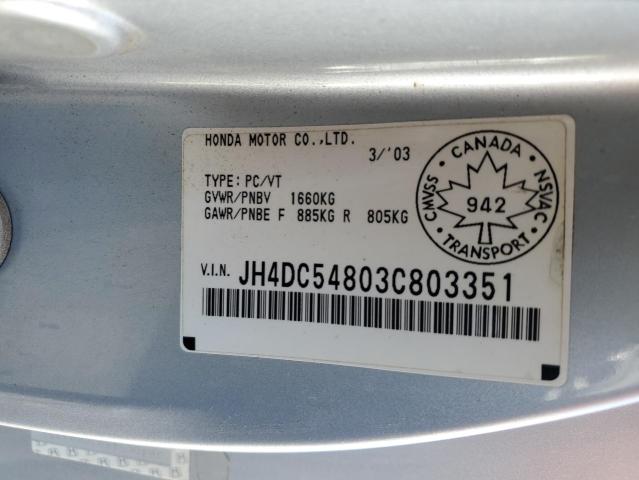 HONDA MOTOR CO.,LTD.
3/'03
TYPE: PC/VT
GVWR/PNBV 1660KG
GAWR/PNBE F 885KG R 805KG
CANADA
CMVSS
NSVAC
942
TRANSPORT
V.I.N. JH4DC54803C803351